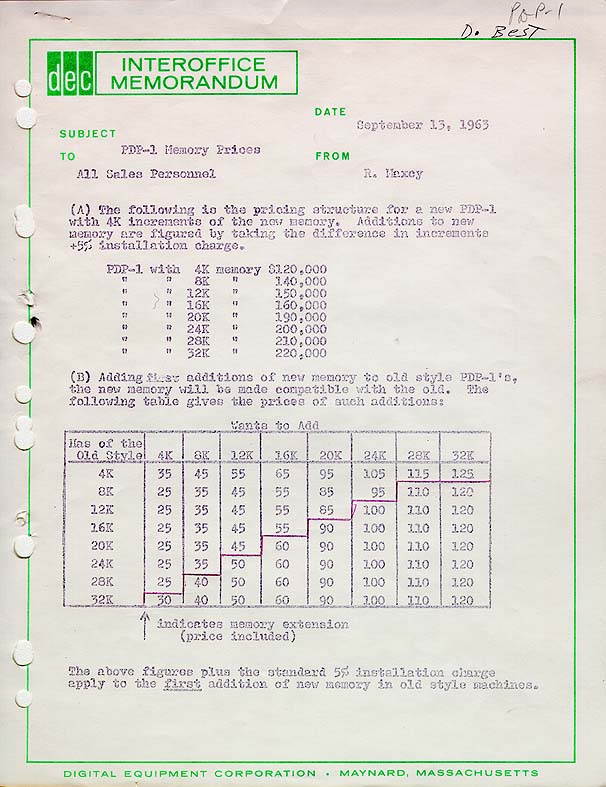 PDP-1
D. Best
dec INTEROFFICE MEMORANDUM
DATE
September 13, 1963
SUBJECT
PDP-1 Memory Prices
TO FROM
All Sales Personnel R. Maxcy
(A) The following is the pricing structure for a new PDP-1
with 4K increments of the new memory. Additions to new
memory are figured by taking the difference in increments
+5% installation charge.
PDP-1 with 4K memory $120,000
" " 8K " 140,000
" " 12K " 150,000
" " 16K " 160,000
" " 20K " 190,000
" " 24K " 200,000
" " 28K " 210,000
" " 32K " 220,000
(B) Adding first additions of new memory to old style PDP-1's,
the new memory will be made compatible with the old. The
following table gives the prices of such additions:
Wants to Add
Has of the
Old Style 4K 8K 12K 16K 20K 24K 28K 32K
4K 35 45 55 65 95 105 115 125
8K 25 35 45 55 85 95 110 120
12K 25 35 45 55 85 100 110 120
16K 25 35 45 55 90 100 110 120
20K 25 35 45 60 90 100 110 120
24K 25 35 50 60 90 100 110 120
28K 25 40 50 60 90 100 110 120
32K 30 40 50 60 90 100 110 120
indicates memory extension
(price included)
The above figures plus the standard 5% installation charge
apply to the first addition of new memory in old style machines.
DIGITAL EQUIPMENT CORPORATION • MAYNARD, MASSACHUSETTS